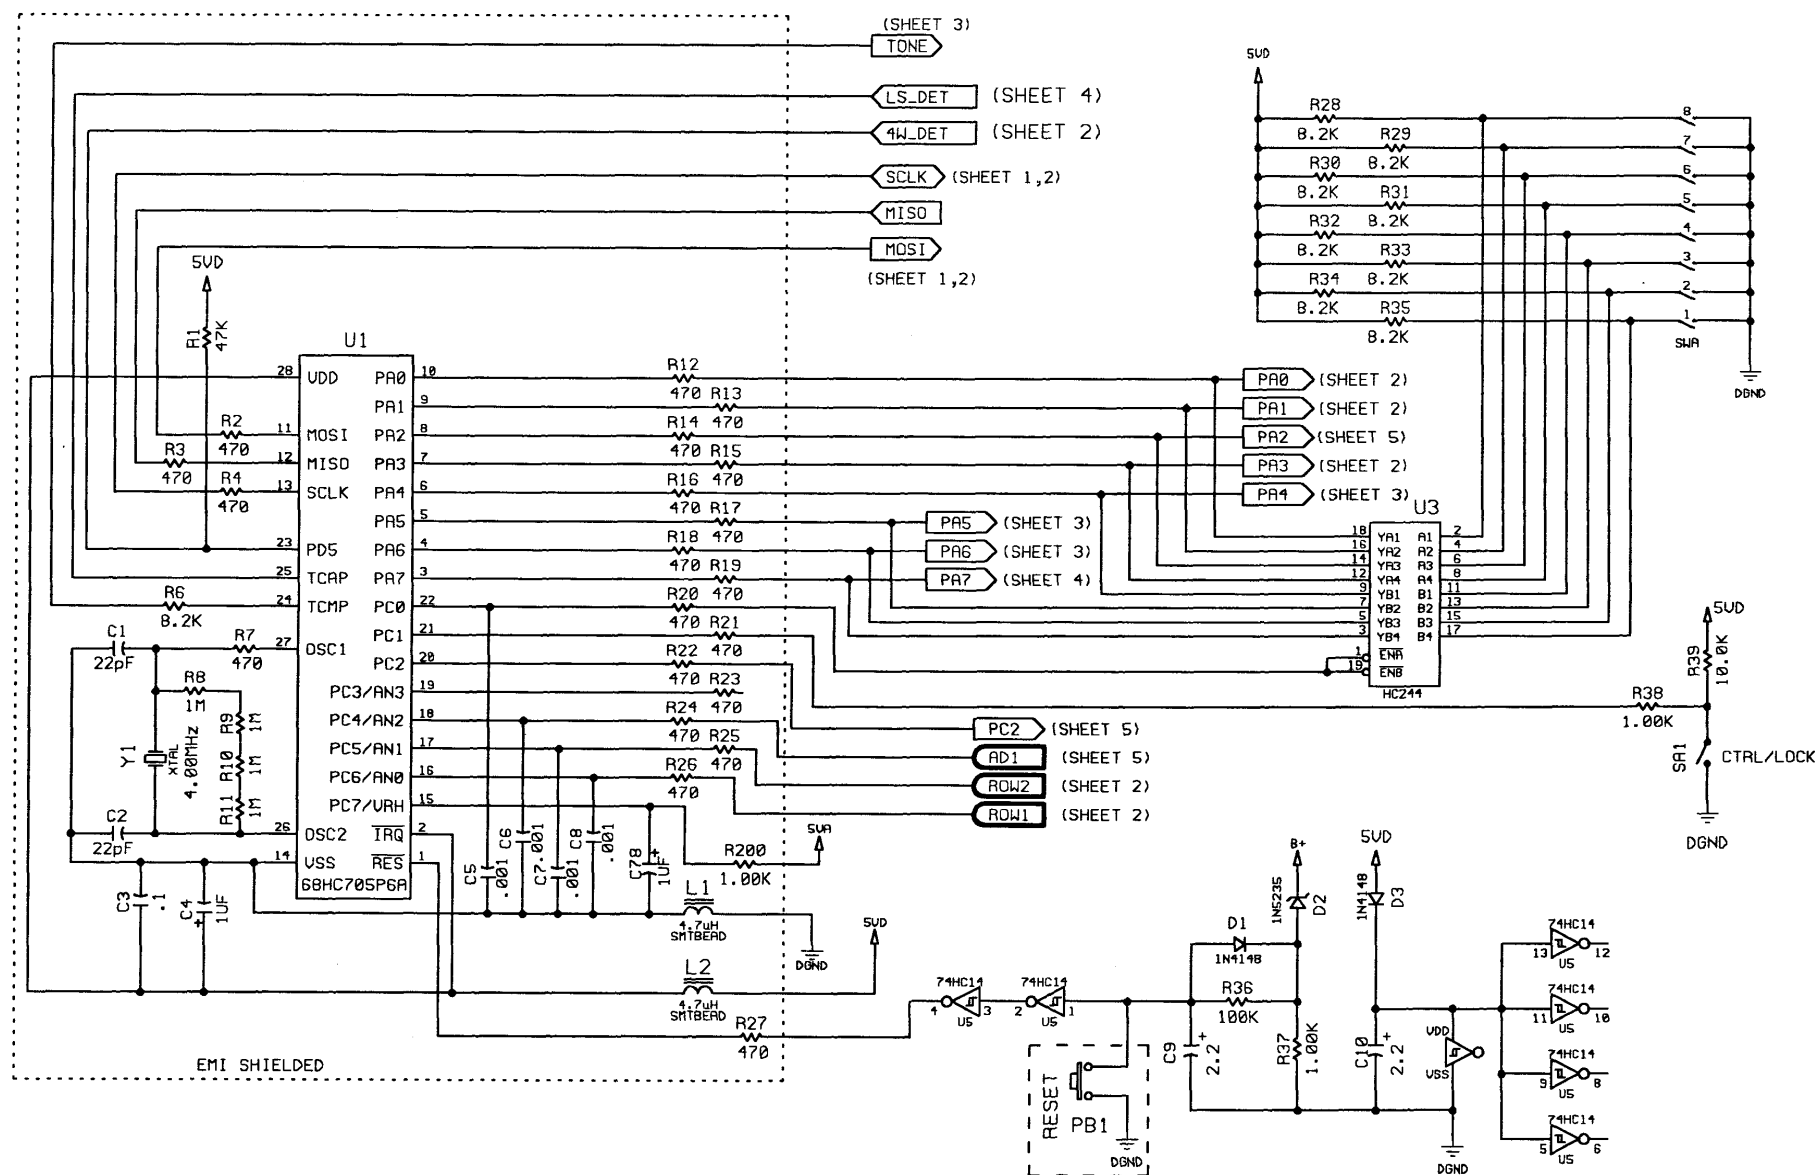 (SHEET 3)
TONE
LS_DET (SHEET 4)
4W_DET (SHEET 2)
SCLK (SHEET 1,2)
MISO
MOSI
(SHEET 1,2)
5VD
R1
47K
U1
28 VDD PA0 10
PA1 9
11 MOSI PA2 8
12 MISO PA3 7
13 SCLK PA4 6
PA5 5
23 PD5 PA6 4
25 TCAP PA7 3
24 TCMP PC0 22
PC1 21
27 OSC1 PC2 20
PC3/AN3 19
PC4/AN2 18
PC5/AN1 17
PC6/AN0 16
PC7/VRH 15
26 OSC2 IRQ 2
14 VSS RES 1
68HC705P6A
R2
470
R3
470
R4
470
R6
8.2K
C1
22pF
R7
470
R8
1M
R9
1M
R10
1M
R11
1M
Y1
XTAL
4.00MHz
C2
22pF
C3
.1
C4
1UF
+
R12
470
R13
470
R14
470
R15
470
R16
470
R17
470
R18
470
R19
470
R20
470
R21
470
R22
470
R23
470
R24
470
R25
470
R26
470
C5
.001
C6
.001
C7
.001
C8
.001
C78
1UF
+
R200
1.00K
5VA
L1
4.7uH
SMTBEAD
DGND
L2
4.7uH
SMTBEAD
5VD
R27
470
EMI SHIELDED
PA0 (SHEET 2)
PA1 (SHEET 2)
PA2 (SHEET 5)
PA3 (SHEET 2)
PA4 (SHEET 3)
PA5 (SHEET 3)
PA6 (SHEET 3)
PA7 (SHEET 4)
PC2 (SHEET 5)
AD1 (SHEET 5)
ROW2 (SHEET 2)
ROW1 (SHEET 2)
5VD
R28
8.2K
R29
8.2K
R30
8.2K
R31
8.2K
R32
8.2K
R33
8.2K
R34
8.2K
R35
8.2K
8
7
6
5
4
3
2
1
SWA
DGND
U3
18 YA1 A1 2
16 YA2 A2 4
14 YA3 A3 6
12 YA4 A4 8
9 YB1 B1 11
7 YB2 B2 13
5 YB3 B3 15
3 YB4 B4 17
1 ENA
19 ENB
HC244
5VD
R39
10.0K
R38
1.00K
SA1
CTRL/LOCK
DGND
74HC14
4 3
U5
74HC14
2 1
U5
RESET
PB1
DGND
D1
1N4148
R36
100K
C9
2.2
+
B+
1N5235
D2
R37
1.00K
5VD
1N4148
D3
C10
2.2
+
VDD
VSS
DGND
74HC14
13 12
U5
74HC14
11 10
U5
74HC14
9 8
U5
74HC14
5 6
U5